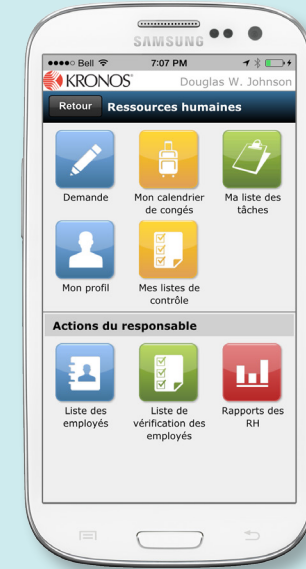 SAMSUNG
Bell 7:07 PM
KRONOS® Douglas W. Johnson
Retour Ressources humaines
Demande
Mon calendrier
de congés
Ma liste des
tâches
Mon profil
Mes listes de
contrôle
Actions du responsable
Liste des
employés
Liste de
vérification des
employés
Rapports des
RH